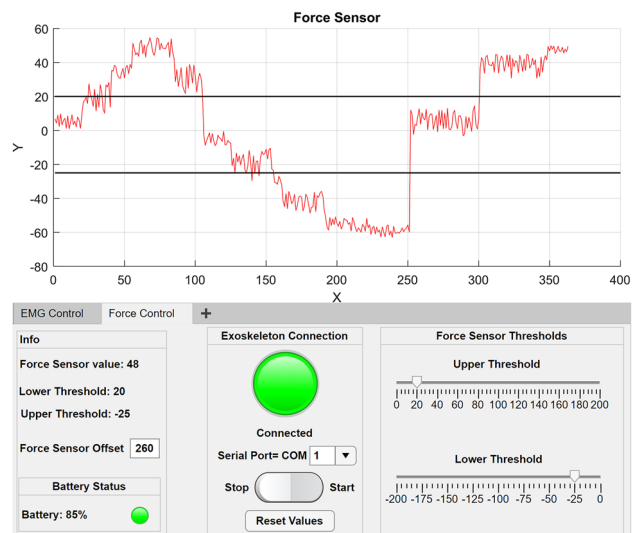 Force Sensor
60
40
20
0
-20
-40
-60
-80
Y
0 50 100 150 200 250 300 350 400
X
EMG Control Force Control +
Info
Force Sensor value: 48
Lower Threshold: 20
Upper Threshold: -25
Force Sensor Offset 260
Battery Status
Battery: 85%
Exoskeleton Connection
Connected
Serial Port= COM 1
Stop Start
Reset Values
Force Sensor Thresholds
Upper Threshold
0 20 40 60 80 100 120 140 160 180 200
Lower Threshold
-200 -175 -150 -125 -100 -75 -50 -25 0